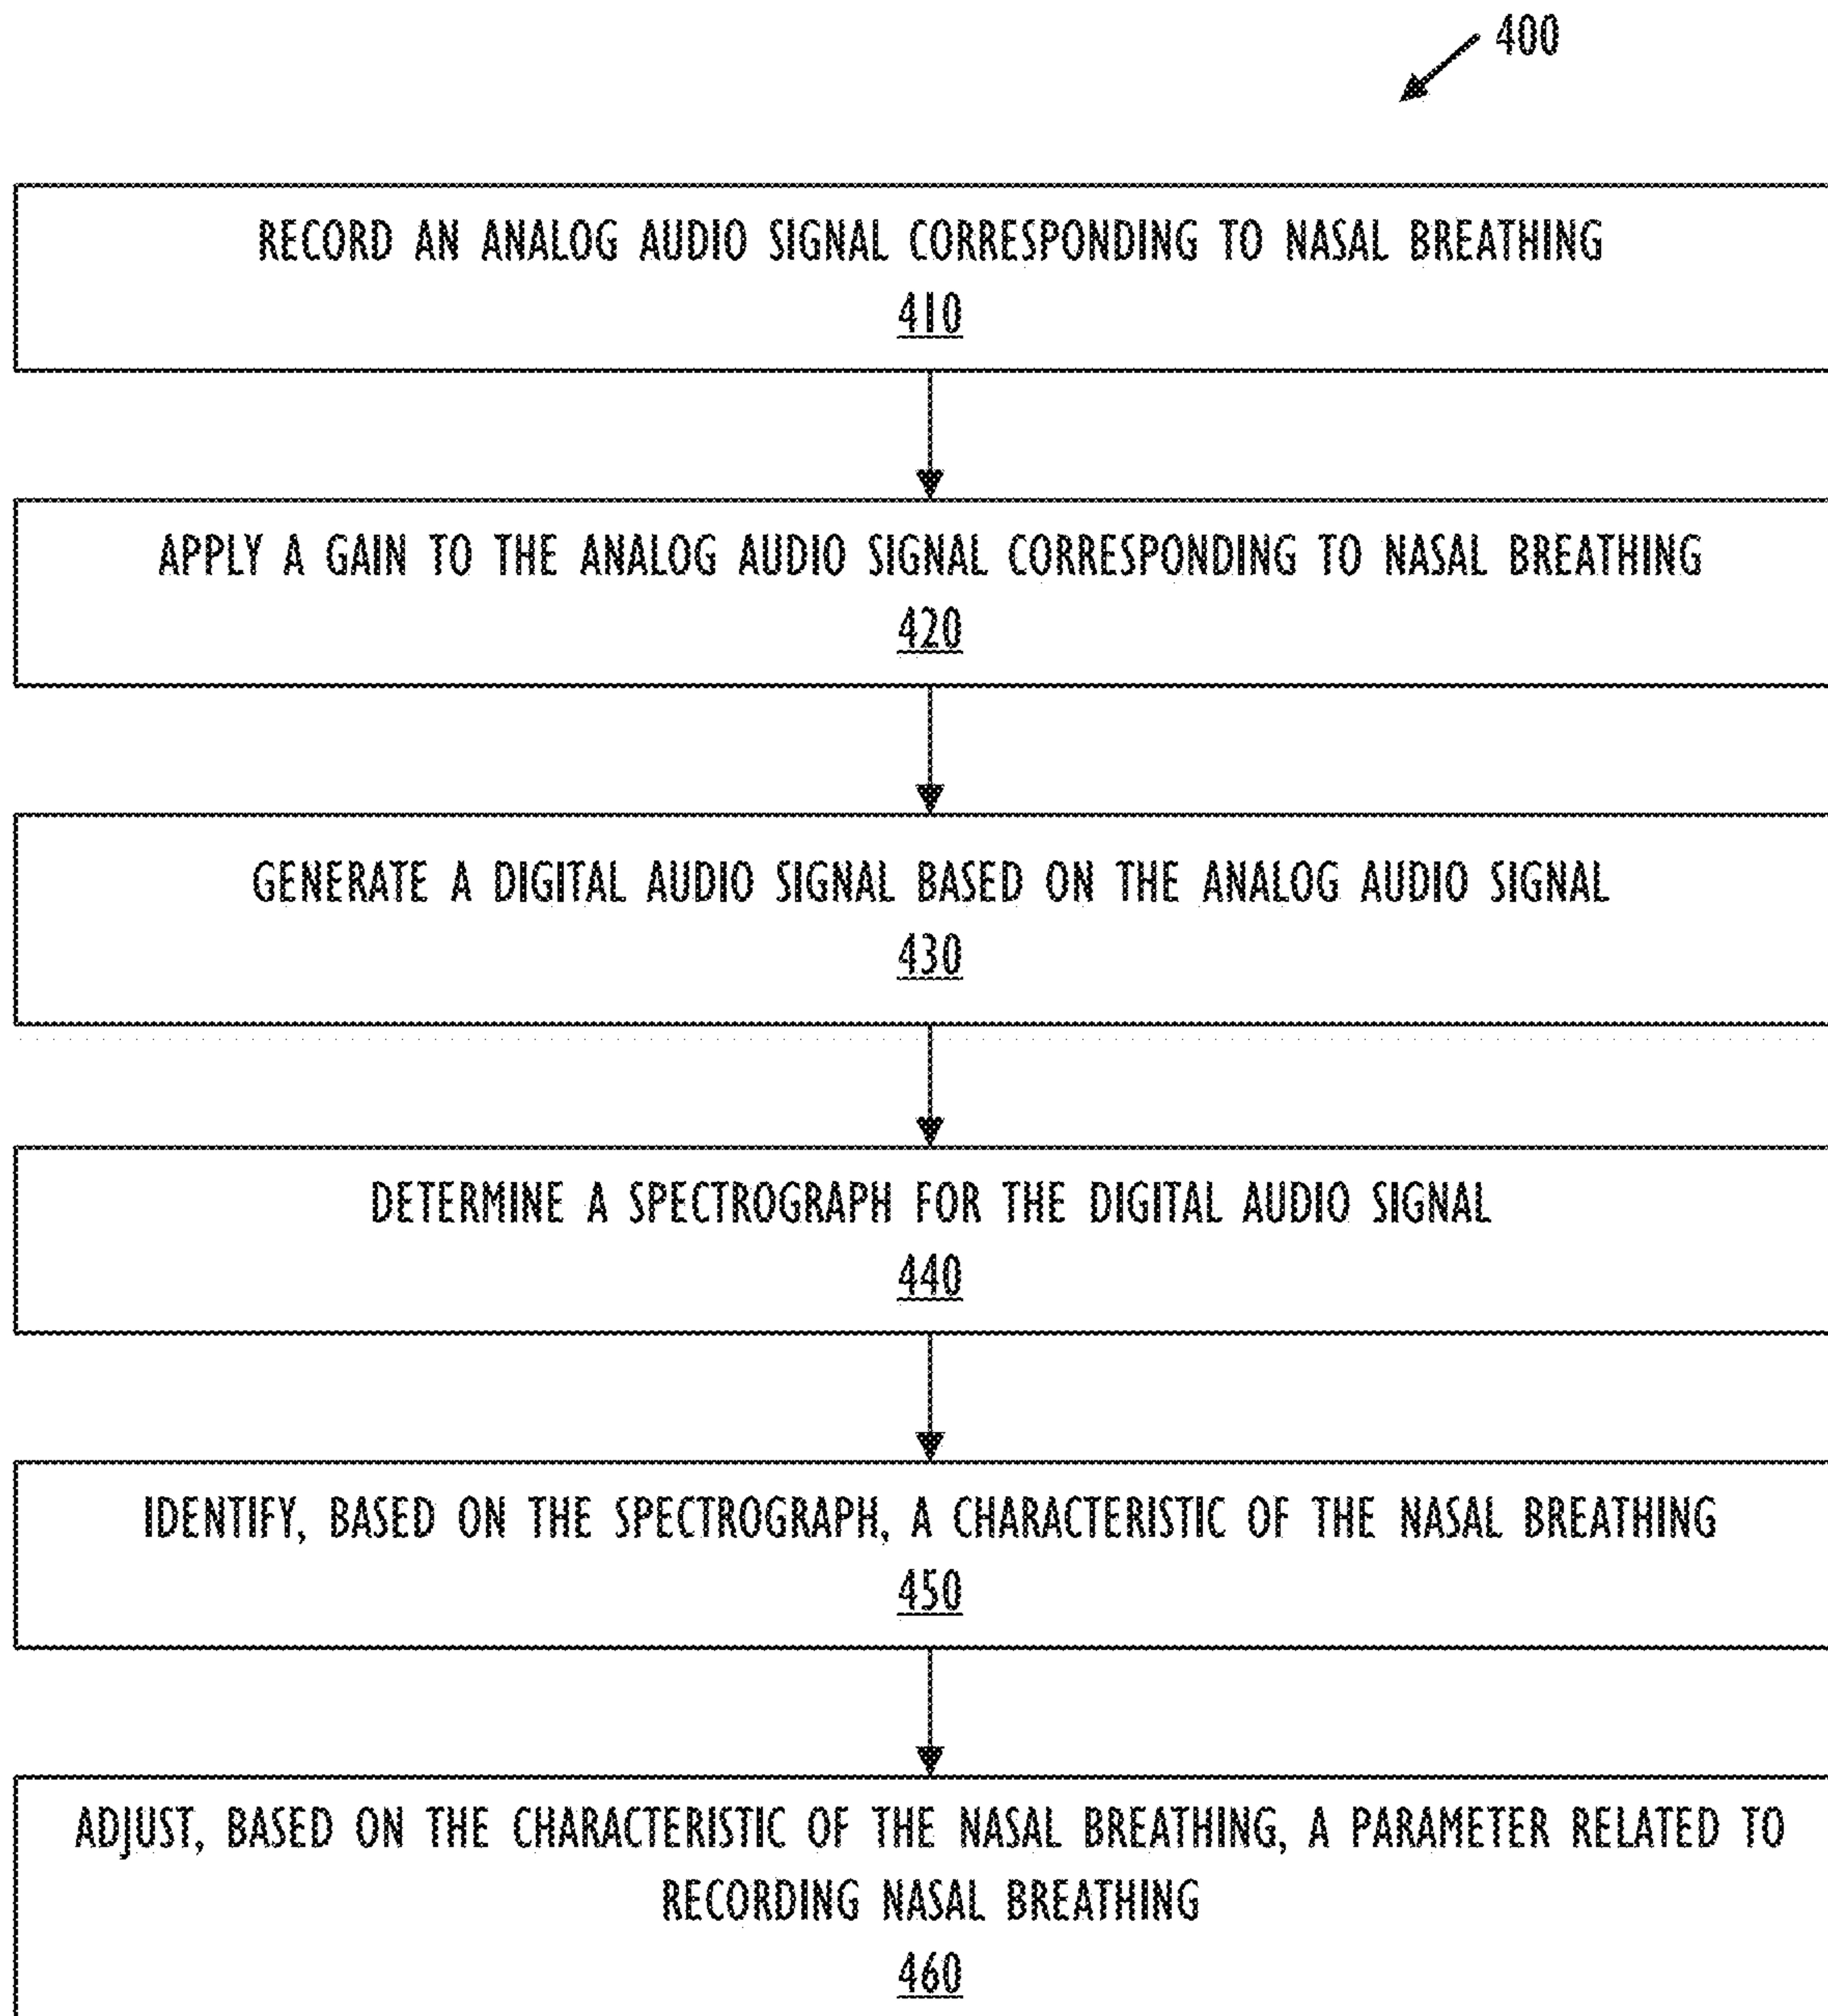 400
RECORD AN ANALOG AUDIO SIGNAL CORRESPONDING TO NASAL BREATHING
410
APPLY A GAIN TO THE ANALOG AUDIO SIGNAL CORRESPONDING TO NASAL BREATHING
420
GENERATE A DIGITAL AUDIO SIGNAL BASED ON THE ANALOG AUDIO SIGNAL
430
DETERMINE A SPECTROGRAPH FOR THE DIGITAL AUDIO SIGNAL
440
IDENTIFY, BASED ON THE SPECTROGRAPH, A CHARACTERISTIC OF THE NASAL BREATHING
450
ADJUST, BASED ON THE CHARACTERISTIC OF THE NASAL BREATHING, A PARAMETER RELATED TO
RECORDING NASAL BREATHING
460